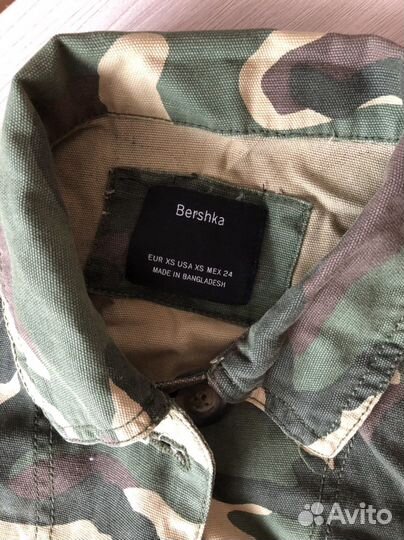 Bershka
EUR XS USA XS MEX 24
MADE IN BANGLADESH
Avito